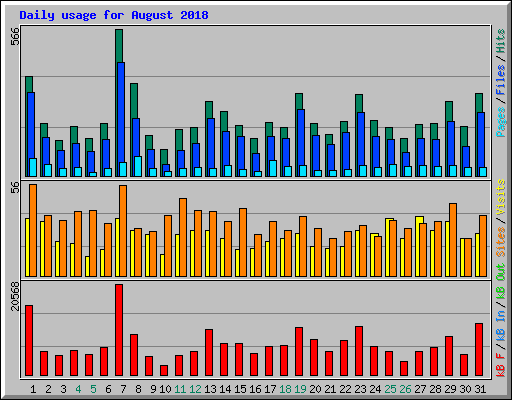 Daily usage for August 2018
566
Pages / Files / Hits
56
Sites / Visits
20568
kB F / kB In / kB Out
1 2 3 4 5 6 7 8 9 10 11 12 13 14 15 16 17 18 19 20 21 22 23 24 25 26 27 28 29 30 31